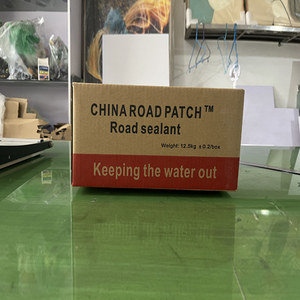 CHINA ROAD PATCH™
Road sealant
Weight: 12.5kg ±0.2/box
Keeping the water out